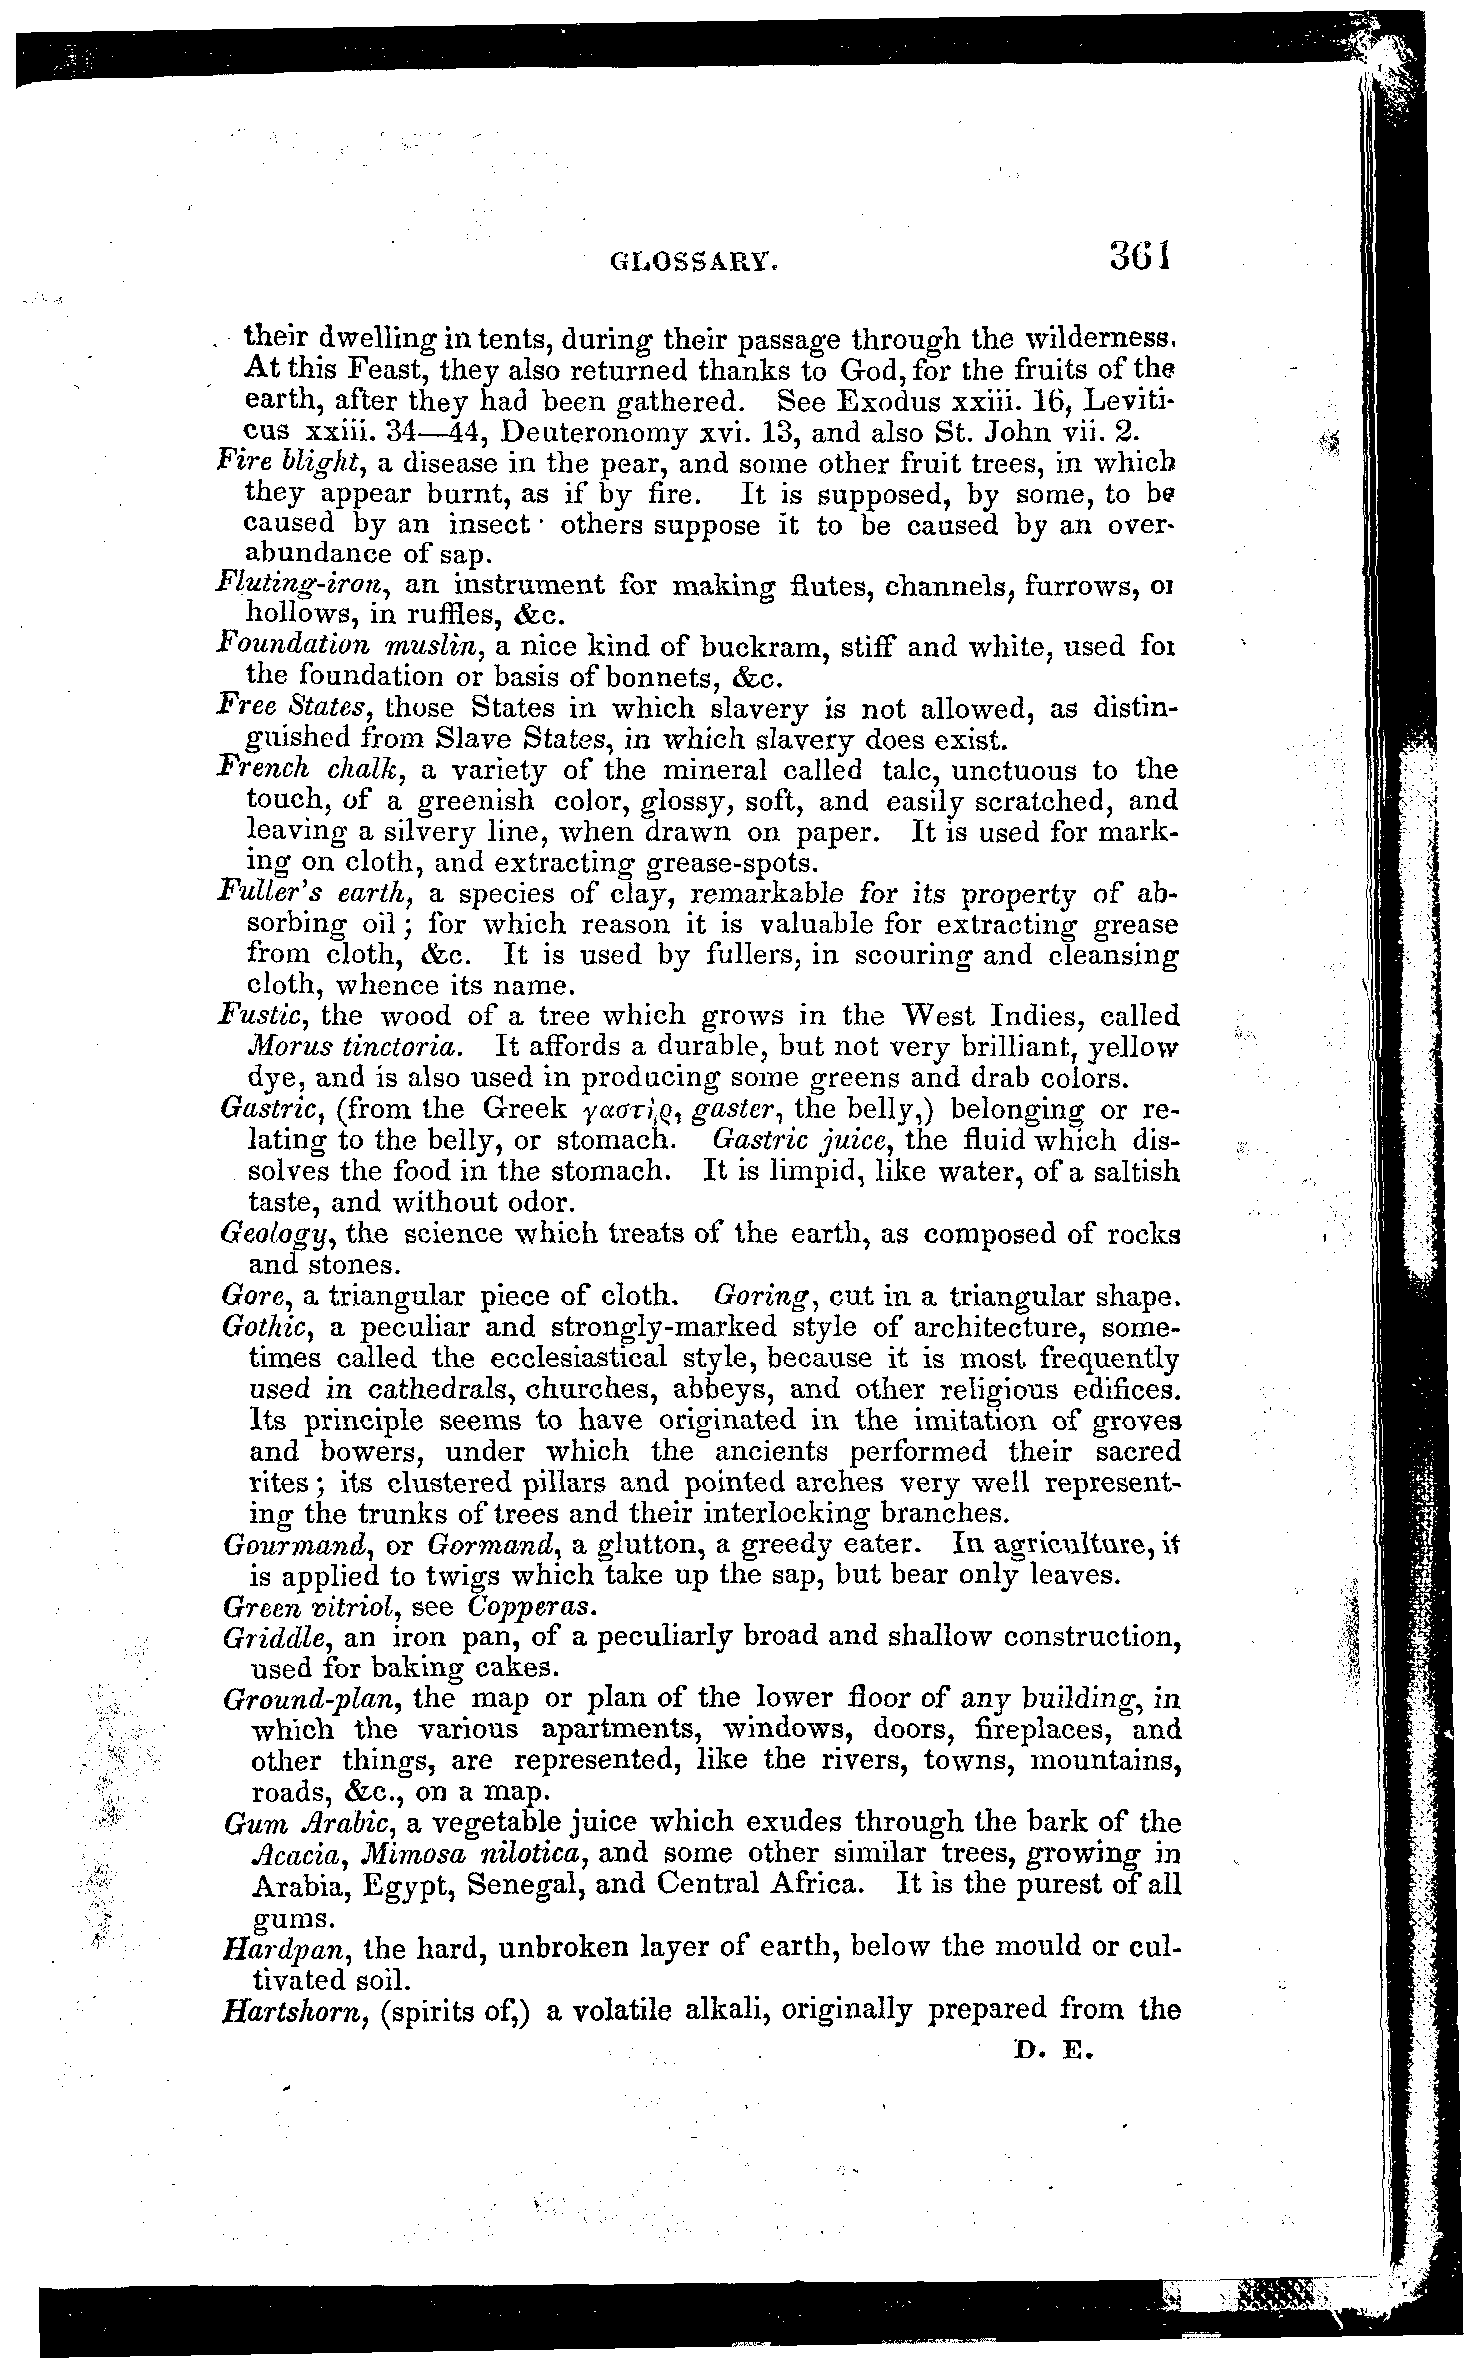 GLOSSARY. 361
their dwelling in tents, during their passage through the wilderness.
At this Feast, they also returned thanks to God, for the fruits of the
earth, after they had been gathered. See Exodus xxiii. 16, Leviti-
cus xxiii. 34—44, Deuteronomy xvi. 13, and also St. John vii. 2.
Fire blight, a disease in the pear, and some other fruit trees, in which
they appear burnt, as if by fire. It is supposed, by some, to be
caused by an insect · others suppose it to be caused by an over-
abundance of sap.
Fluting-iron, an instrument for making flutes, channels, furrows, or
hollows, in ruffles, &c.
Foundation muslin, a nice kind of buckram, stiff and white, used for
the foundation or basis of bonnets, &c.
Free States, those States in which slavery is not allowed, as distin-
guished from Slave States, in which slavery does exist.
French chalk, a variety of the mineral called talc, unctuous to the
touch, of a greenish color, glossy, soft, and easily scratched, and
leaving a silvery line, when drawn on paper. It is used for mark-
ing on cloth, and extracting grease-spots.
Fuller's earth, a species of clay, remarkable for its property of ab-
sorbing oil; for which reason it is valuable for extracting grease
from cloth, &c. It is used by fullers, in scouring and cleansing
cloth, whence its name.
Fustic, the wood of a tree which grows in the West Indies, called
Morus tinctoria. It affords a durable, but not very brilliant, yellow
dye, and is also used in producing some greens and drab colors.
Gastric, (from the Greek γαστὴρ, gaster, the belly,) belonging or re-
lating to the belly, or stomach. Gastric juice, the fluid which dis-
solves the food in the stomach. It is limpid, like water, of a saltish
taste, and without odor.
Geology, the science which treats of the earth, as composed of rocks
and stones.
Gore, a triangular piece of cloth. Goring, cut in a triangular shape.
Gothic, a peculiar and strongly-marked style of architecture, some-
times called the ecclesiastical style, because it is most frequently
used in cathedrals, churches, abbeys, and other religious edifices.
Its principle seems to have originated in the imitation of groves
and bowers, under which the ancients performed their sacred
rites; its clustered pillars and pointed arches very well represent-
ing the trunks of trees and their interlocking branches.
Gourmand, or Gormand, a glutton, a greedy eater. In agriculture, it
is applied to twigs which take up the sap, but bear only leaves.
Green vitriol, see Copperas.
Griddle, an iron pan, of a peculiarly broad and shallow construction,
used for baking cakes.
Ground-plan, the map or plan of the lower floor of any building, in
which the various apartments, windows, doors, fireplaces, and
other things, are represented, like the rivers, towns, mountains,
roads, &c., on a map.
Gum Arabic, a vegetable juice which exudes through the bark of the
Acacia, Mimosa nilotica, and some other similar trees, growing in
Arabia, Egypt, Senegal, and Central Africa. It is the purest of all
gums.
Hardpan, the hard, unbroken layer of earth, below the mould or cul-
tivated soil.
Hartshorn, (spirits of,) a volatile alkali, originally prepared from the
D. E.